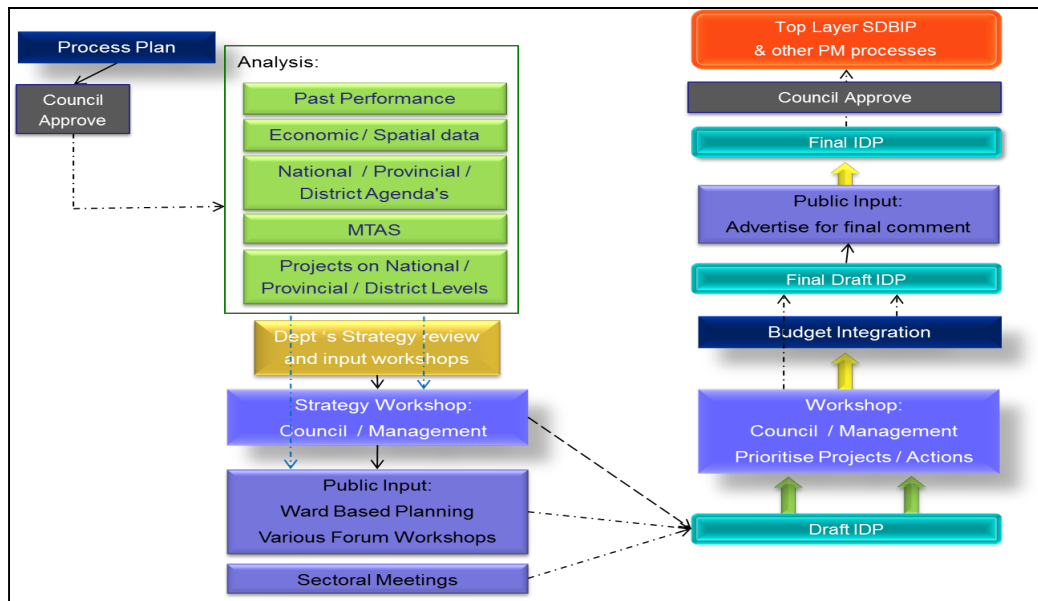 Process Plan
Council
Approve
Analysis:
Past Performance
Economic / Spatial data
National / Provincial /
District Agenda's
MTAS
Projects on National /
Provincial / District Levels
Dept 's Strategy review
and input workshops
Strategy Workshop:
Council / Management
Public Input:
Ward Based Planning
Various Forum Workshops
Sectoral Meetings
Top Layer SDBIP
& other PM processes
Council Approve
Final IDP
Public Input:
Advertise for final comment
Final Draft IDP
Budget Integration
Workshop:
Council / Management
Prioritise Projects / Actions
Draft IDP